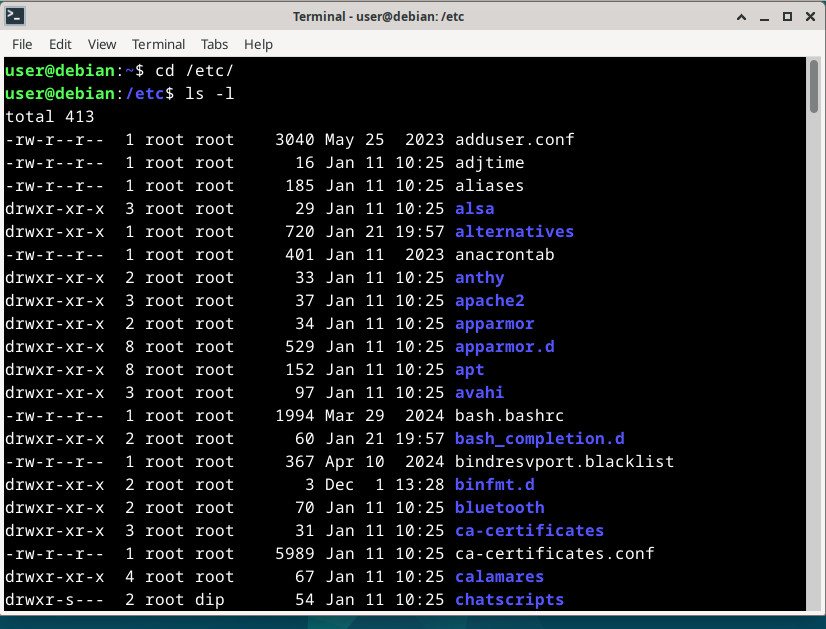 Terminal - user@debian: /etc
File Edit View Terminal Tabs Help
user@debian:~$ cd /etc/
user@debian:/etc$ ls -l
total 413
-rw-r--r--  1 root root    3040 May 25  2023 adduser.conf
-rw-r--r--  1 root root      16 Jan 11 10:25 adjtime
-rw-r--r--  1 root root     185 Jan 11 10:25 aliases
drwxr-xr-x  3 root root      29 Jan 11 10:25 alsa
drwxr-xr-x  1 root root     720 Jan 21 19:57 alternatives
-rw-r--r--  1 root root     401 Jan 11  2023 anacrontab
drwxr-xr-x  2 root root      33 Jan 11 10:25 anthy
drwxr-xr-x  3 root root      37 Jan 11 10:25 apache2
drwxr-xr-x  2 root root      34 Jan 11 10:25 apparmor
drwxr-xr-x  8 root root     529 Jan 11 10:25 apparmor.d
drwxr-xr-x  8 root root     152 Jan 11 10:25 apt
drwxr-xr-x  3 root root      97 Jan 11 10:25 avahi
-rw-r--r--  1 root root    1994 Mar 29  2024 bash.bashrc
drwxr-xr-x  2 root root      60 Jan 21 19:57 bash_completion.d
-rw-r--r--  1 root root     367 Apr 10  2024 bindresvport.blacklist
drwxr-xr-x  2 root root       3 Dec  1 13:28 binfmt.d
drwxr-xr-x  2 root root      70 Jan 11 10:25 bluetooth
drwxr-xr-x  3 root root      31 Jan 11 10:25 ca-certificates
-rw-r--r--  1 root root    5989 Jan 11 10:25 ca-certificates.conf
drwxr-xr-x  4 root root      67 Jan 11 10:25 calamares
drwxr-s---  2 root dip       54 Jan 11 10:25 chatscripts